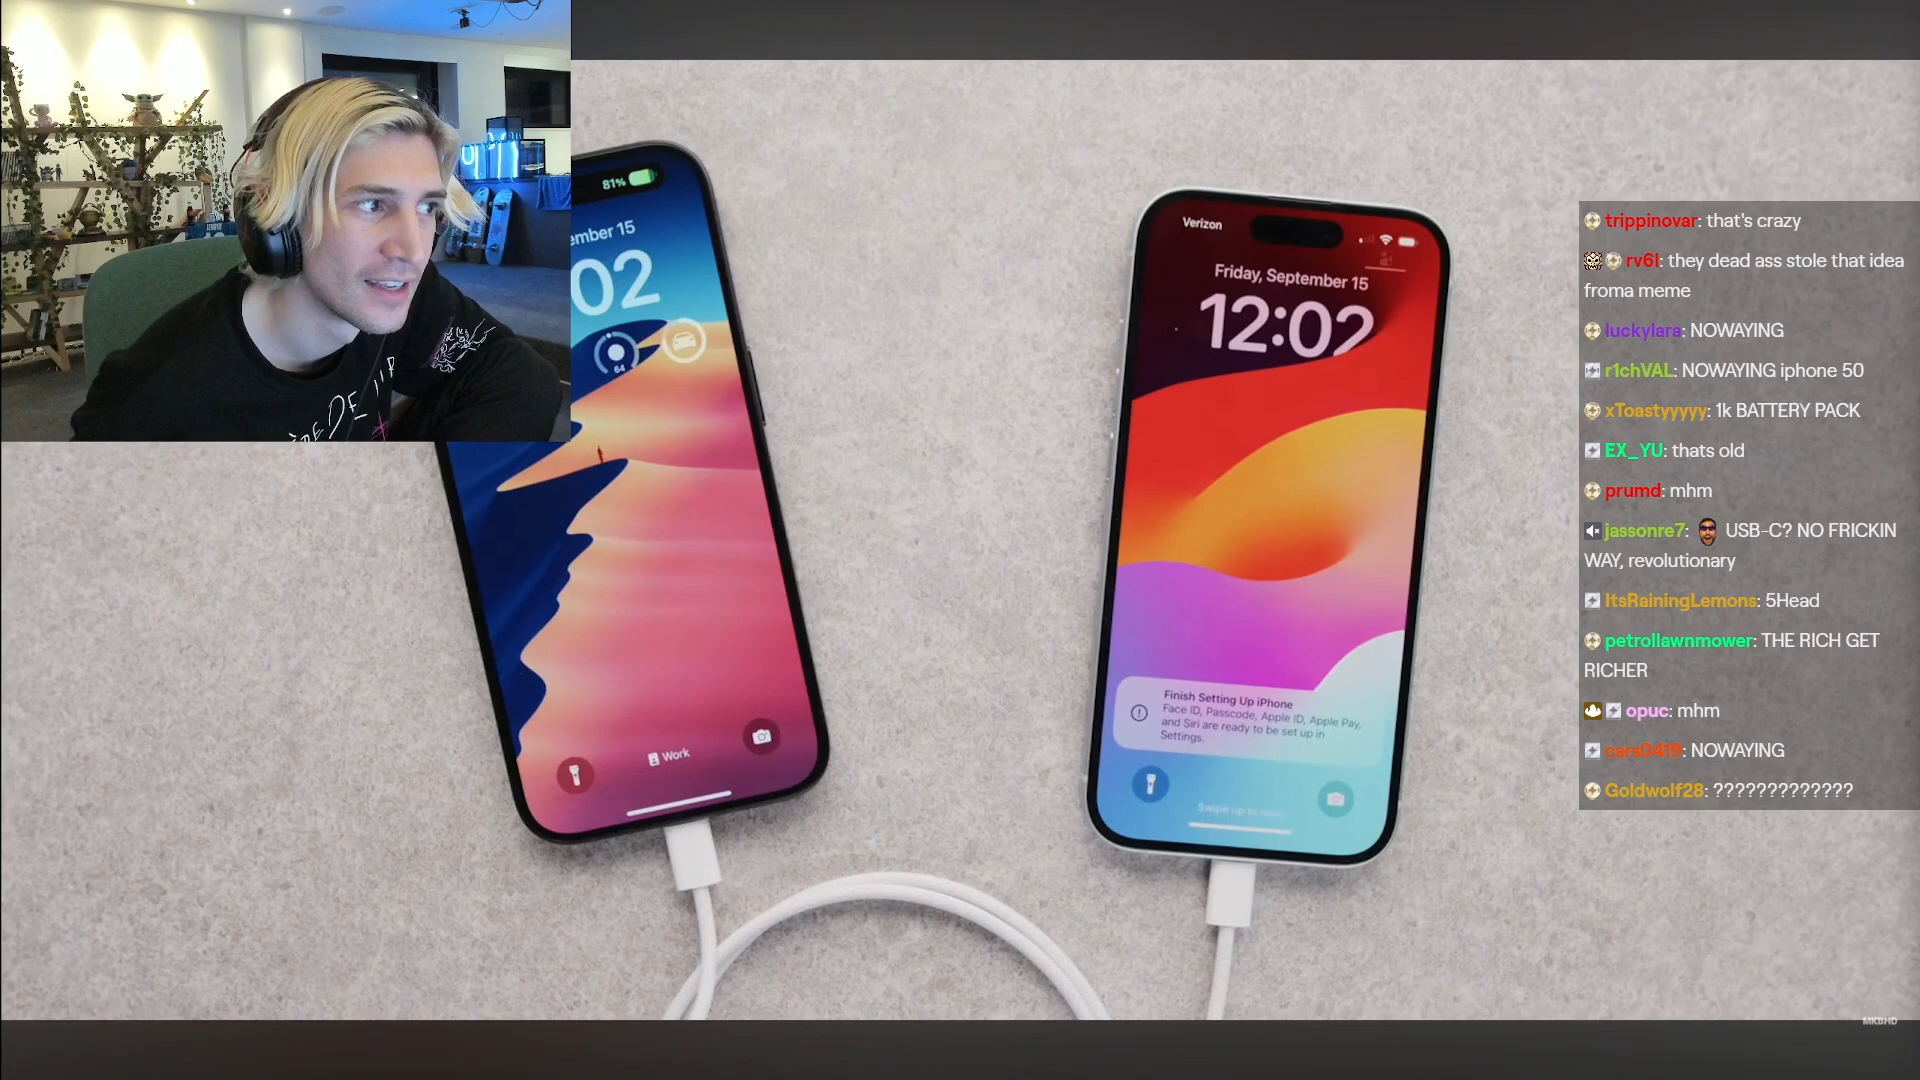 81%
ember 15
02
64
Work
Verizon
Friday, September 15
12:02
Finish Setting Up iPhone
Face ID, Passcode, Apple ID, Apple Pay,
and Siri are ready to be set up in
Settings.
Swipe up to
trippinovar: that's crazy
rv6l: they dead ass stole that idea
froma meme
luckylara: NOWAYING
r1chVAL: NOWAYING iphone 50
xToastyyyyy: 1k BATTERY PACK
EX_YU: thats old
prumd: mhm
jassonre7: USB-C? NO FRICKIN
WAY, revolutionary
ItsRainingLemons: 5Head
petrollawnmower: THE RICH GET
RICHER
opuc: mhm
cars0419: NOWAYING
Goldwolf28: ?????????????
MKBHD